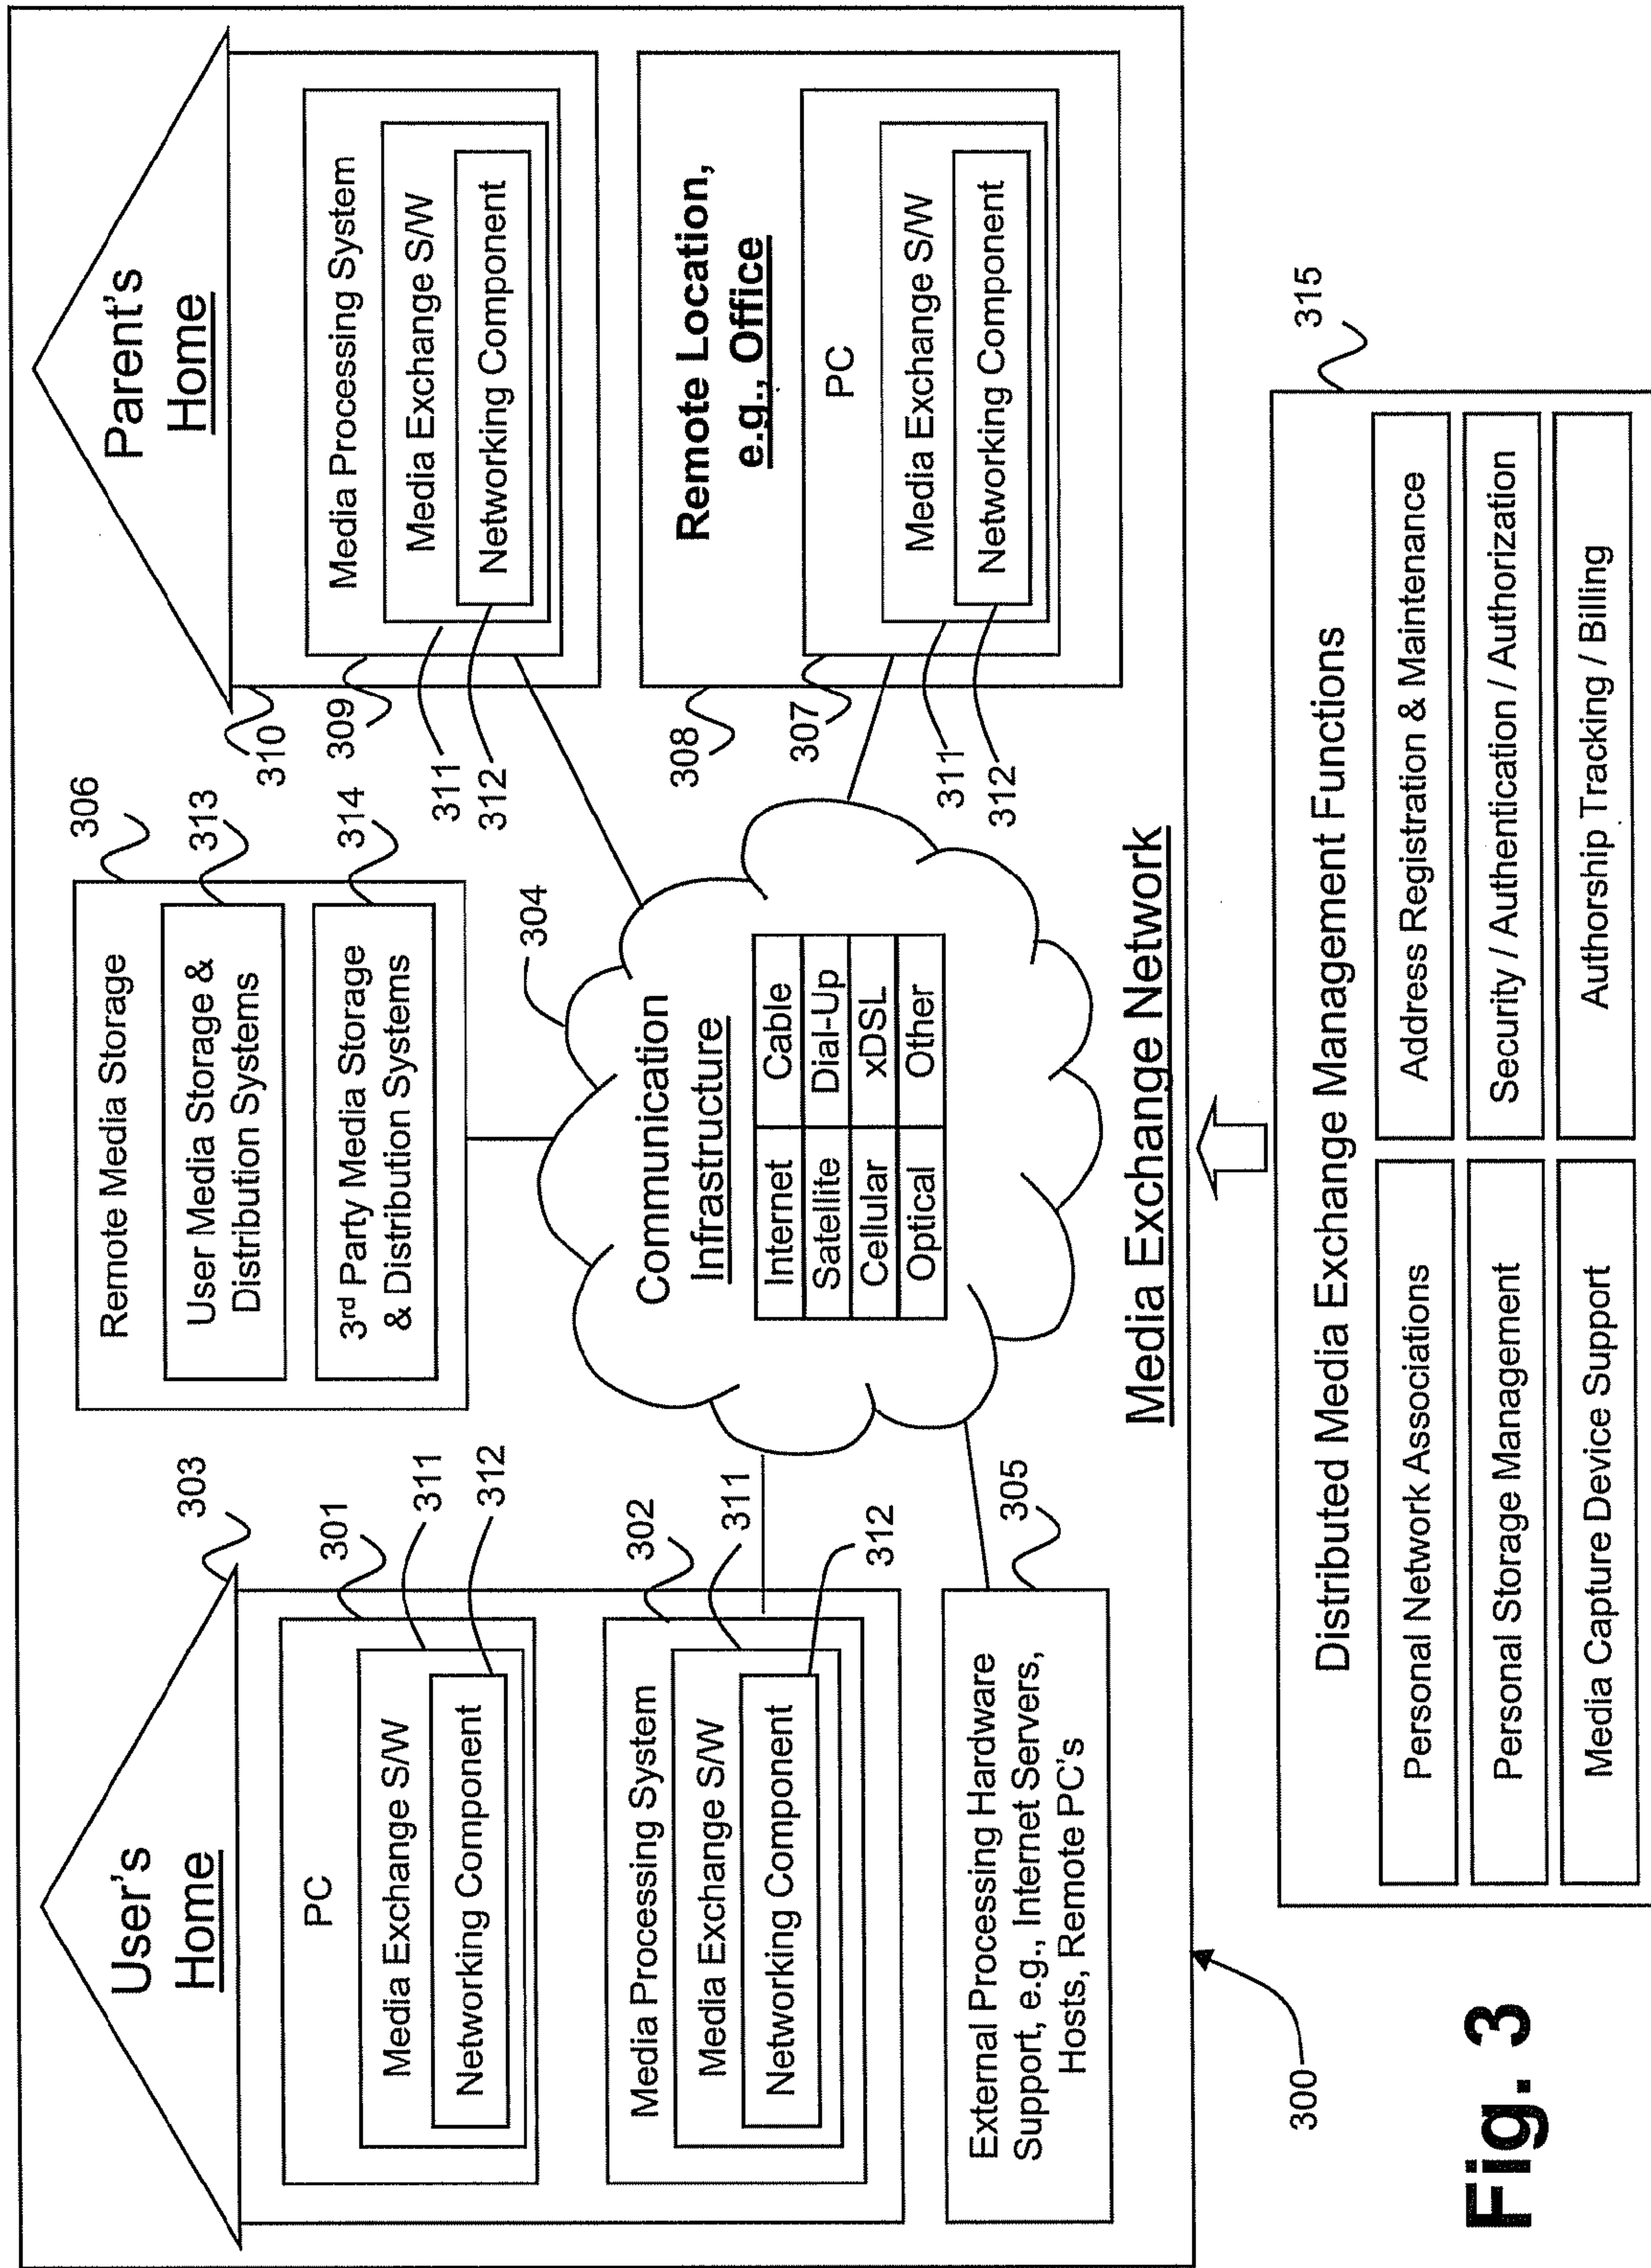 User's
Home
303
PC
301
Media Exchange S/W
311
Networking Component
312
Media Processing System
302
Media Exchange S/W
311
Networking Component
312
External Processing Hardware
Support, e.g., Internet Servers,
Hosts, Remote PC's
305
Remote Media Storage
306
User Media Storage &
Distribution Systems
313
3rd Party Media Storage
& Distribution Systems
314
304
Communication
Infrastructure
Internet Cable
Satellite Dial-Up
Cellular xDSL
Optical Other
Parent's
Home
310
Media Processing System
309
Media Exchange S/W
311
Networking Component
312
Remote Location,
e.g., Office
308
PC
307
Media Exchange S/W
311
Networking Component
312
Media Exchange Network
300
315
Distributed Media Exchange Management Functions
Personal Network Associations
Address Registration & Maintenance
Personal Storage Management
Security / Authentication / Authorization
Media Capture Device Support
Authorship Tracking / Billing
Fig. 3